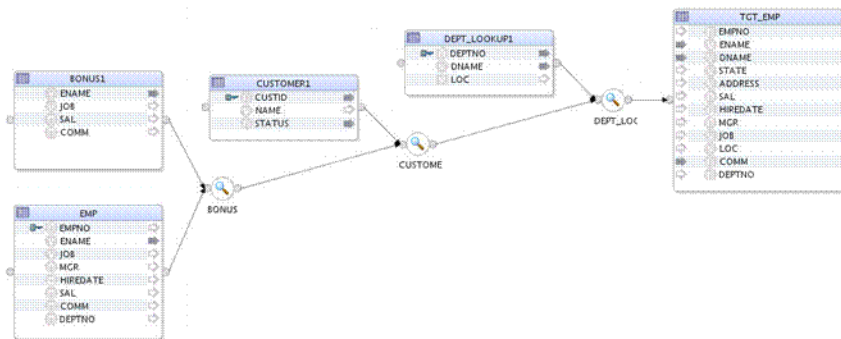 BONUS1
ENAME
JOB
SAL
COMM
EMP
EMPNO
ENAME
JOB
MGR
HIREDATE
SAL
COMM
DEPTNO
BONUS
CUSTOMER1
CUSTID
NAME
STATUS
CUSTOME
DEPT_LOOKUP1
DEPTNO
DNAME
LOC
DEPT_LOC
TGT_EMP
EMPNO
ENAME
DNAME
STATE
ADDRESS
SAL
HIREDATE
MGR
JOB
LOC
COMM
DEPTNO